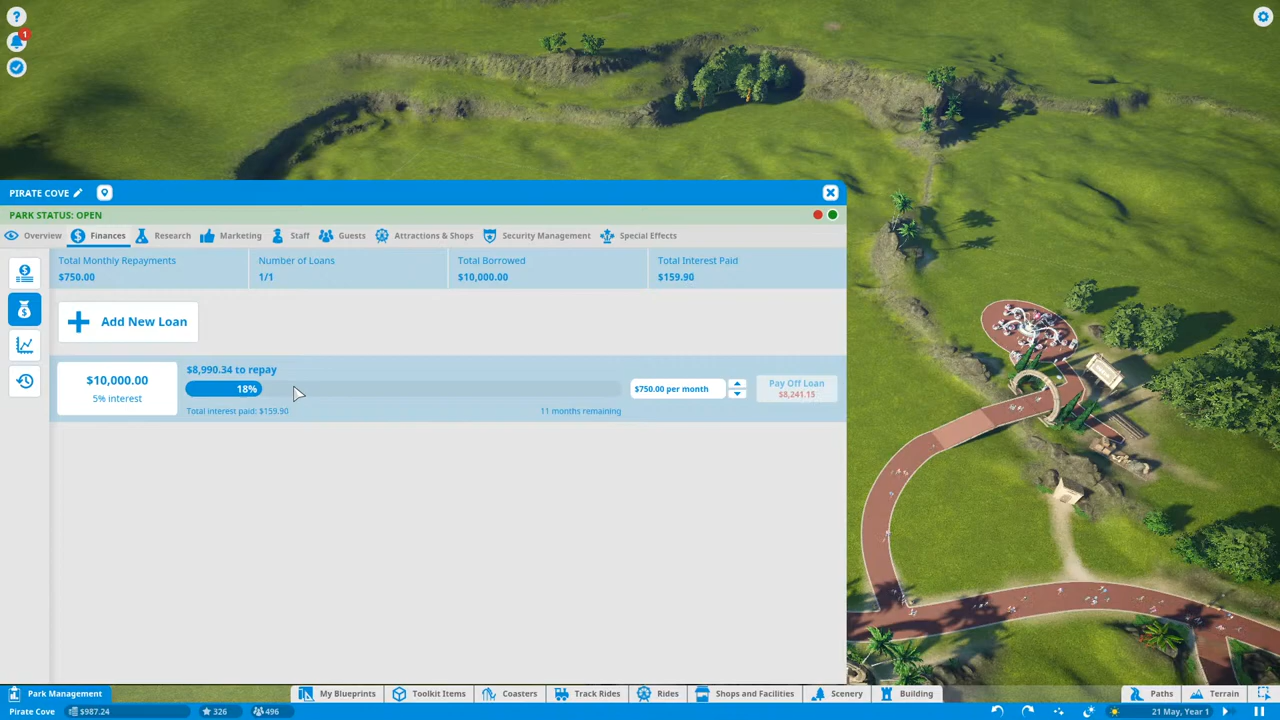 ?
1
PIRATE COVE
PARK STATUS: OPEN
Overview Finances Research Marketing Staff Guests Attractions & Shops Security Management Special Effects
Total Monthly Repayments Number of Loans Total Borrowed Total Interest Paid
$750.00 1/1 $10,000.00 $159.90
Add New Loan
$8,990.34 to repay
$10,000.00 18% $750.00 per month Pay Off Loan
5% interest $8,241.15
Total interest paid: $159.90 11 months remaining
Park Management My Blueprints Toolkit Items Coasters Track Rides Rides Shops and Facilities Scenery Building Paths Terrain
Pirate Cove $987.24 326 496 21 May, Year 1